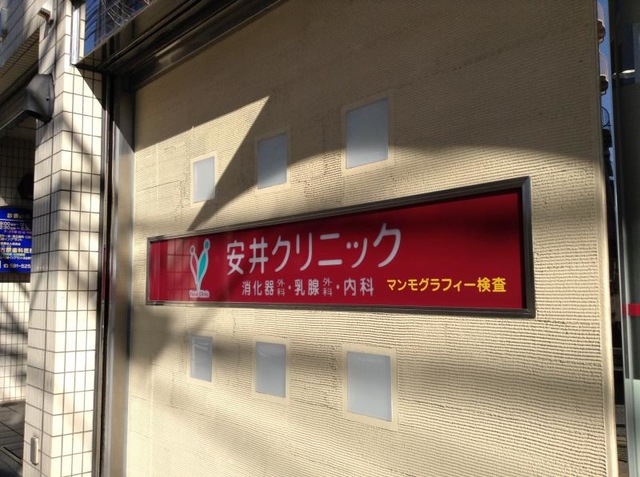 安井クリニック
消化器外科・乳腺外科・内科
マンモグラフィー検査